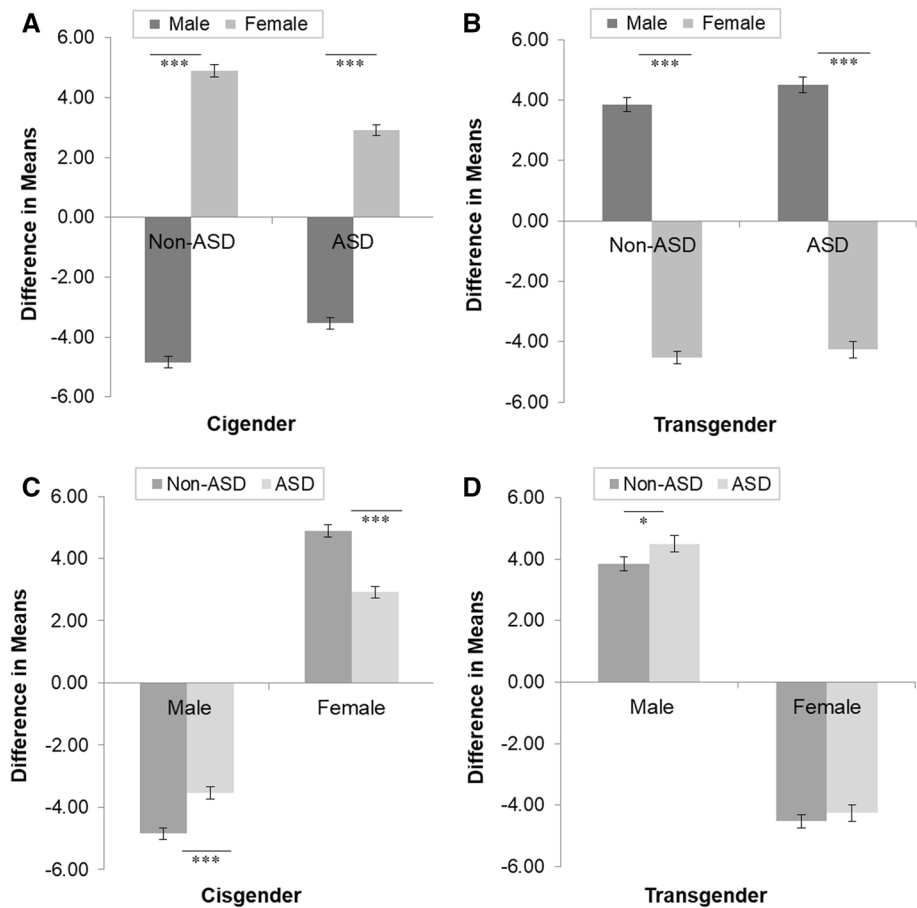 A
Male Female
6.00
4.00
2.00
0.00
-2.00
-4.00
-6.00
Difference in Means
*** ***
Non-ASD ASD
Cigender
B
Male Female
6.00
4.00
2.00
0.00
-2.00
-4.00
-6.00
Difference in Means
*** ***
Non-ASD ASD
Transgender
C
Non-ASD ASD
6.00
4.00
2.00
0.00
-2.00
-4.00
-6.00
Difference in Means
***
Male Female
***
Cisgender
D
Non-ASD ASD
6.00
4.00
2.00
0.00
-2.00
-4.00
-6.00
Difference in Means
*
Male Female
Transgender